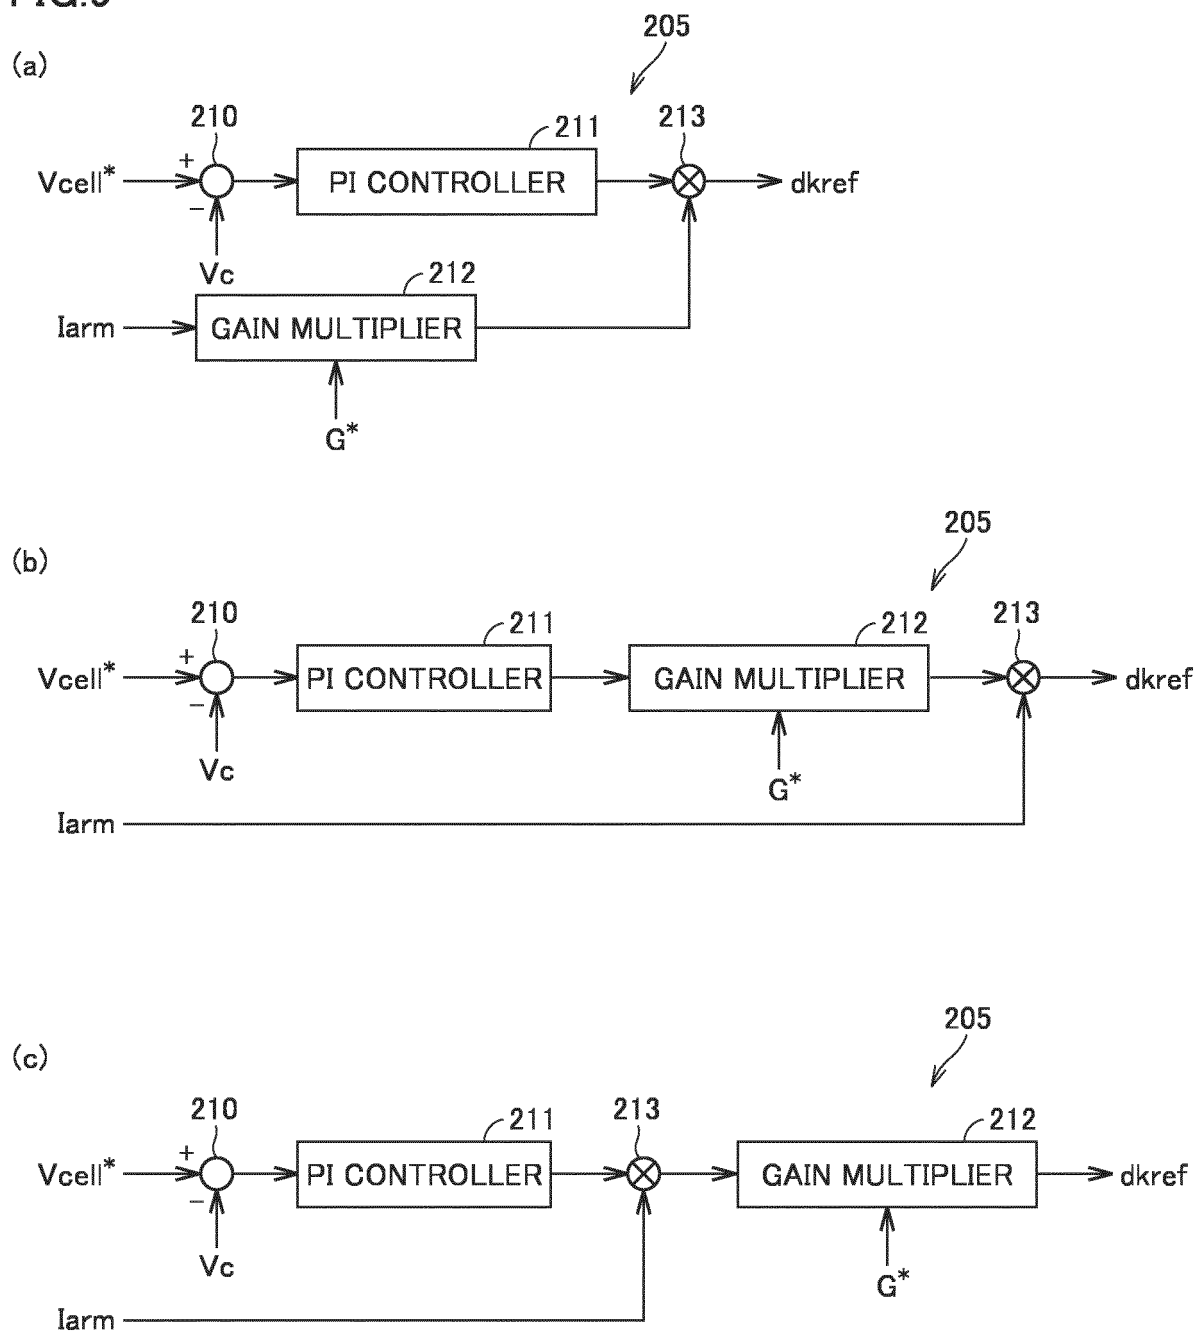 205
(a)
210
211
213
+
Vcell*
PI CONTROLLER
dkref
−
Vc
212
Iarm
GAIN MULTIPLIER
G*
205
(b)
210
211
212
213
+
Vcell*
PI CONTROLLER
GAIN MULTIPLIER
dkref
−
Vc
G*
Iarm
205
(c)
210
211
213
212
+
Vcell*
PI CONTROLLER
GAIN MULTIPLIER
dkref
−
Vc
G*
Iarm